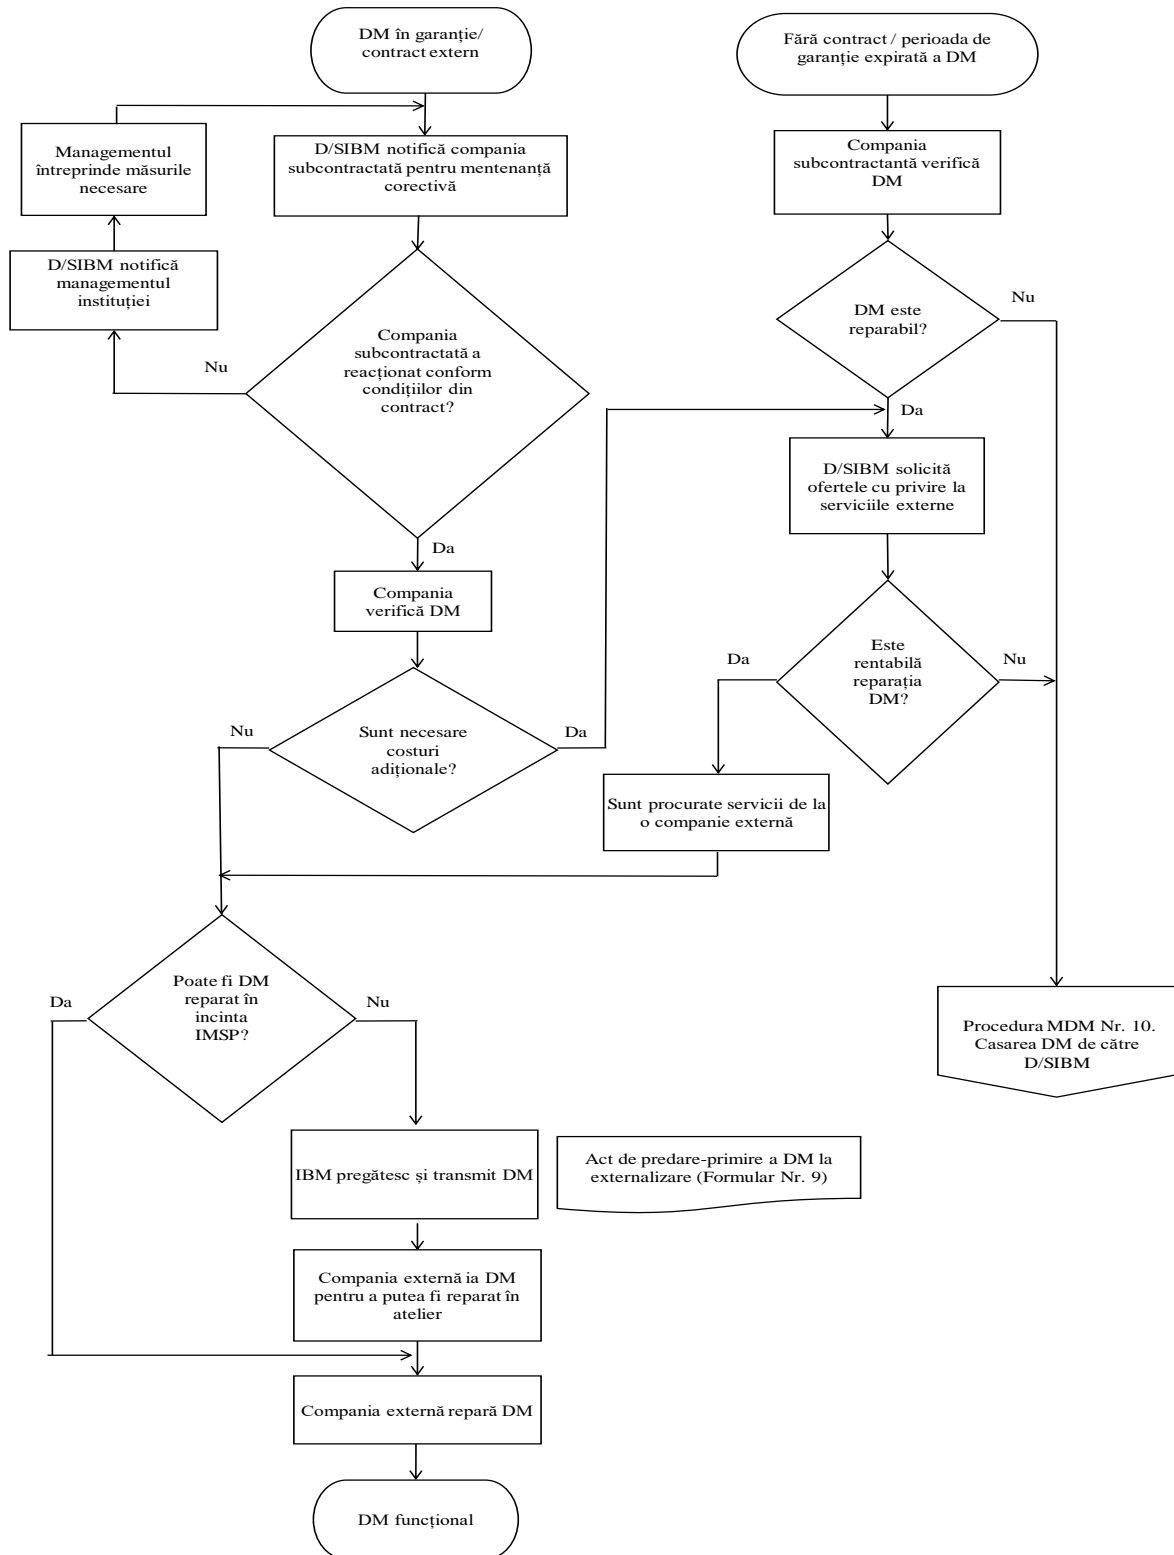 DM în garanție/
contract extern
Fără contract / perioada de
garanție expirată a DM
Managementul
întreprinde măsurile
necesare
D/SIBM notifică compania
subcontractată pentru mentenanță
corectivă
Compania
subcontractantă verifică
DM
D/SIBM notifică
managementul
instituției
DM este
reparabil?
Nu
Compania
subcontractată a
reacționat conform
condițiilor din
contract?
Nu
Da
D/SIBM solicită
ofertele cu privire la
serviciile externe
Da
Compania
verifică DM
Este
rentabilă
reparația
DM?
Da
Nu
Sunt necesare
costuri
adiționale?
Nu
Da
Sunt procurate servicii de la
o companie externă
Poate fi DM
reparat în
incinta
IMSP?
Da
Nu
Procedura MDM Nr. 10.
Casarea DM de către
D/SIBM
IBM pregătesc și transmit DM
Act de predare-primire a DM la
externalizare (Formular Nr. 9)
Compania externă ia DM
pentru a putea fi reparat în
atelier
Compania externă repară DM
DM funcțional